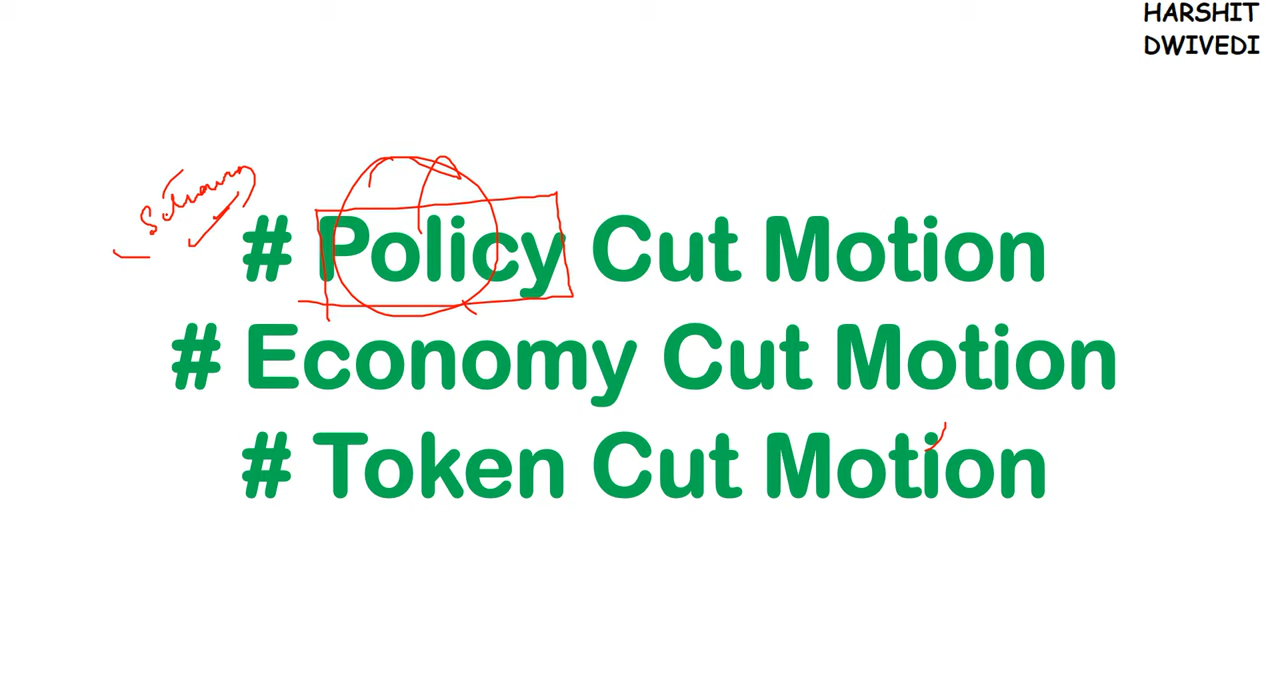 HARSHIT
DWIVEDI
# Policy Cut Motion
# Economy Cut Motion
# Token Cut Motion